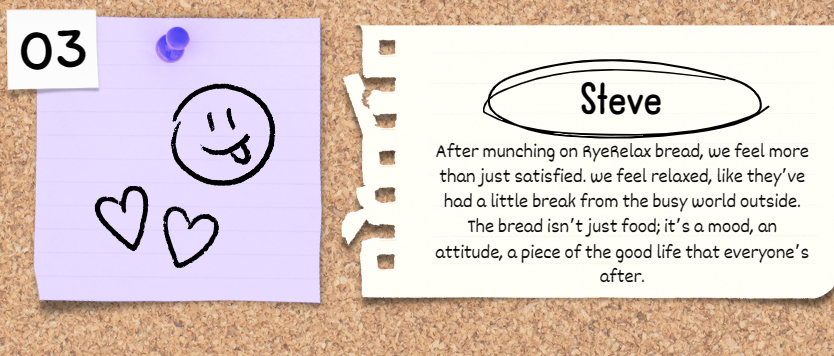 03
Steve
After munching on RyeRelax bread, we feel more
than just satisfied. we feel relaxed, like they've
had a little break from the busy world outside.
The bread isn't just food; it's a mood, an
attitude, a piece of the good life that everyone's
after.